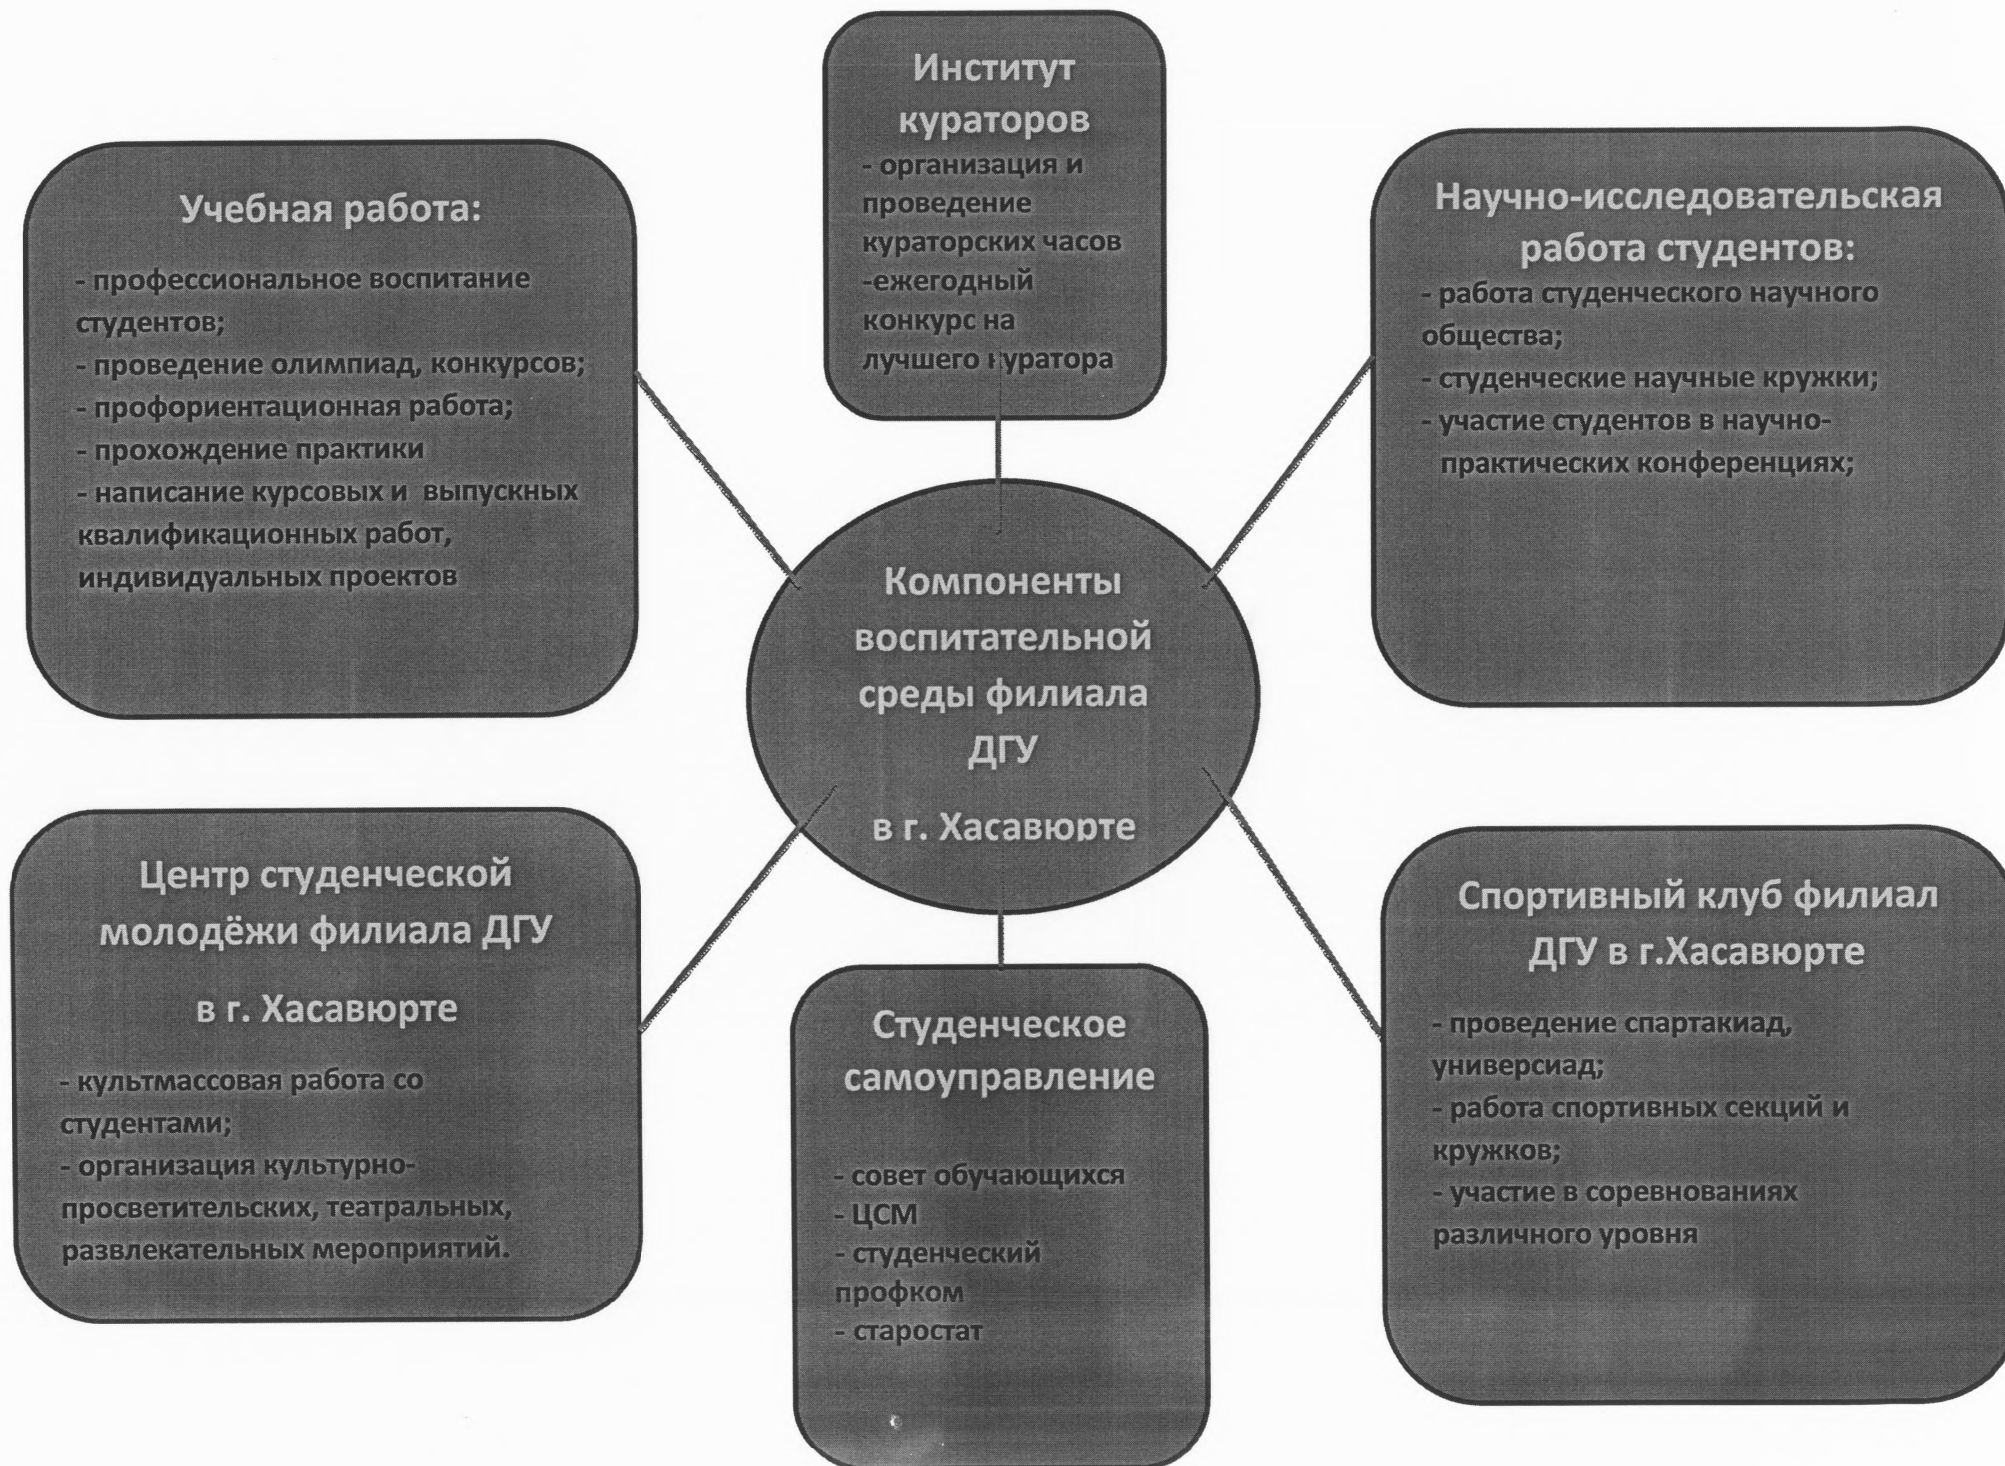 Институт
кураторов
- организация и
проведение
кураторских часов
-ежегодный
конкурс на
лучшего куратора
Учебная работа:
- профессиональное воспитание
студентов;
- проведение олимпиад, конкурсов;
- профориентационная работа;
- прохождение практики
- написание курсовых и выпускных
квалификационных работ,
индивидуальных проектов
Научно-исследовательская
работа студентов:
- работа студенческого научного
общества;
- студенческие научные кружки;
- участие студентов в научно-
практических конференциях;
Компоненты
воспитательной
среды филиала
ДГУ
в г. Хасавюрте
Центр студенческой
молодёжи филиала ДГУ
в г. Хасавюрте
- культмассовая работа со
студентами;
- организация культурно-
просветительских, театральных,
развлекательных мероприятий.
Студенческое
самоуправление
- совет обучающихся
- ЦСМ
- студенческий
профком
- старостат
Спортивный клуб филиал
ДГУ в г.Хасавюрте
- проведение спартакиад,
универсиад;
- работа спортивных секций и
кружков;
- участие в соревнованиях
различного уровня